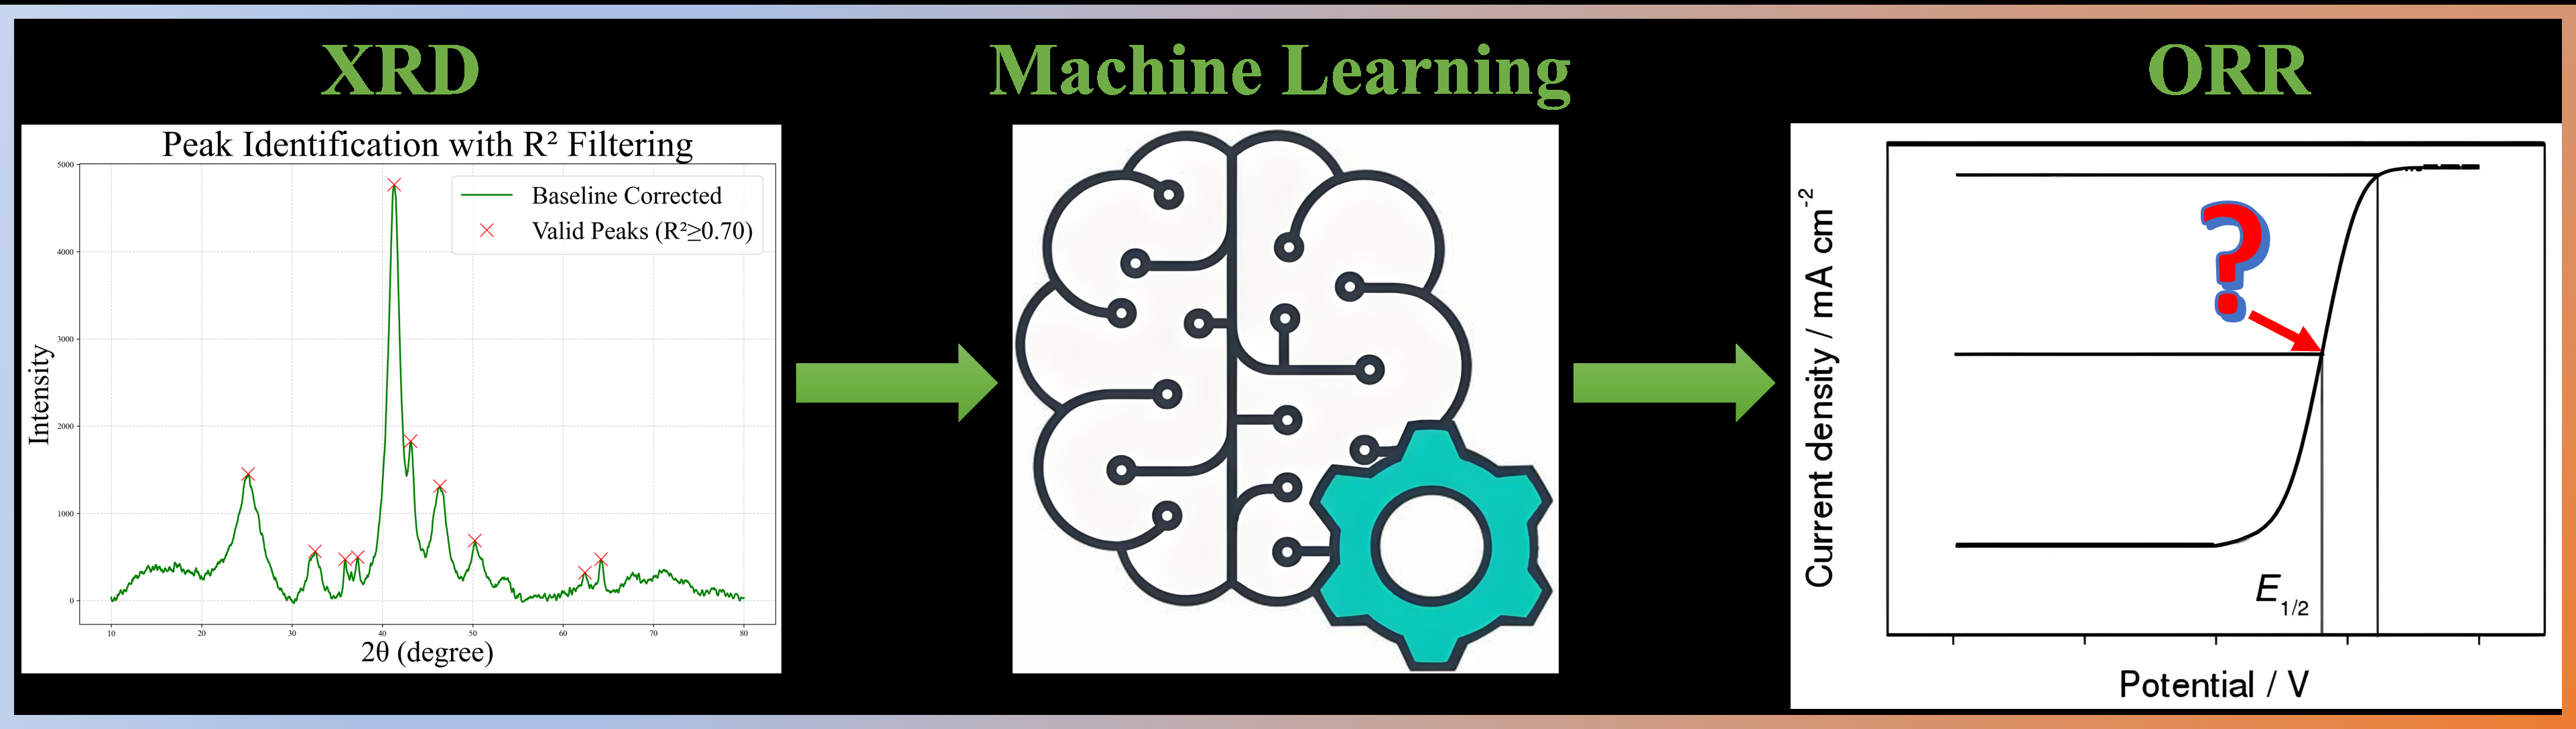 XRD
Machine Learning
ORR
Peak Identification with R² Filtering
Baseline Corrected
Valid Peaks (R²≥0.70)
Intensity
5000
4000
3000
2000
1000
0
10 20 30 40 50 60 70 80
2θ (degree)
Current density / mA cm⁻²
?
E₁/₂
Potential / V